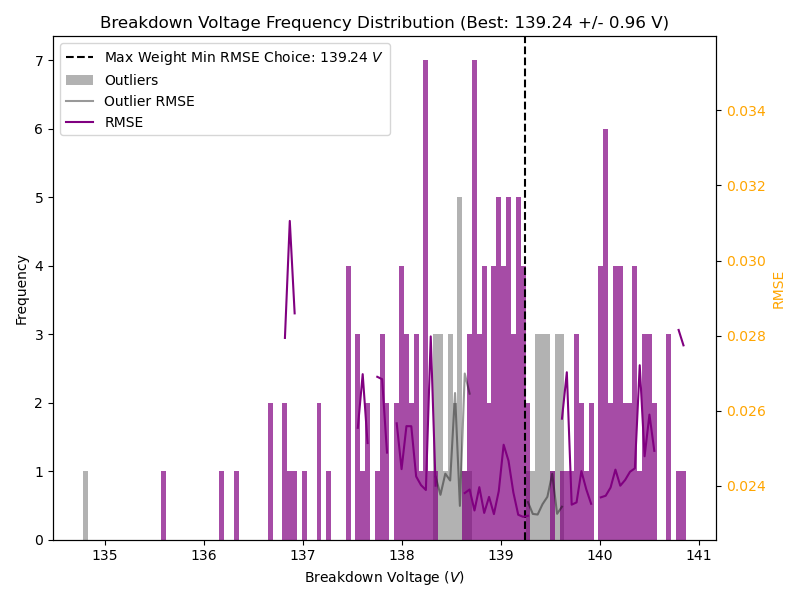 Breakdown Voltage Frequency Distribution (Best: 139.24 +/- 0.96 V)
Max Weight Min RMSE Choice: 139.24 V
Outliers
Outlier RMSE
RMSE
Frequency
7
6
5
4
3
2
1
0
0.034
0.032
0.030
0.028
0.026
0.024
RMSE
135
136
137
138
139
140
141
Breakdown Voltage (V)